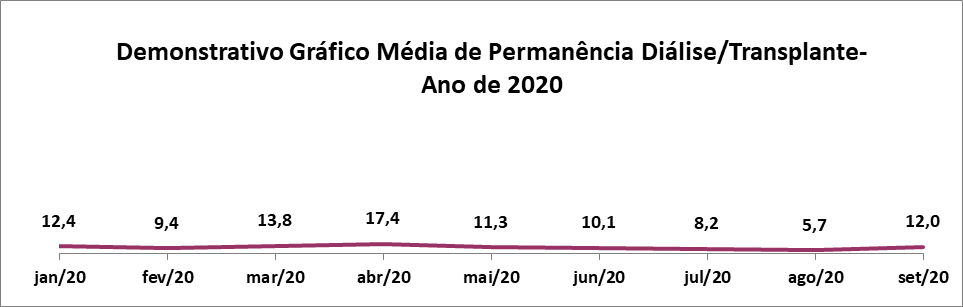 Demonstrativo Gráfico Média de Permanência Diálise/Transplante-
Ano de 2020
12,4 9,4 13,8 17,4 11,3 10,1 8,2 5,7 12,0
jan/20 fev/20 mar/20 abr/20 mai/20 jun/20 jul/20 ago/20 set/20